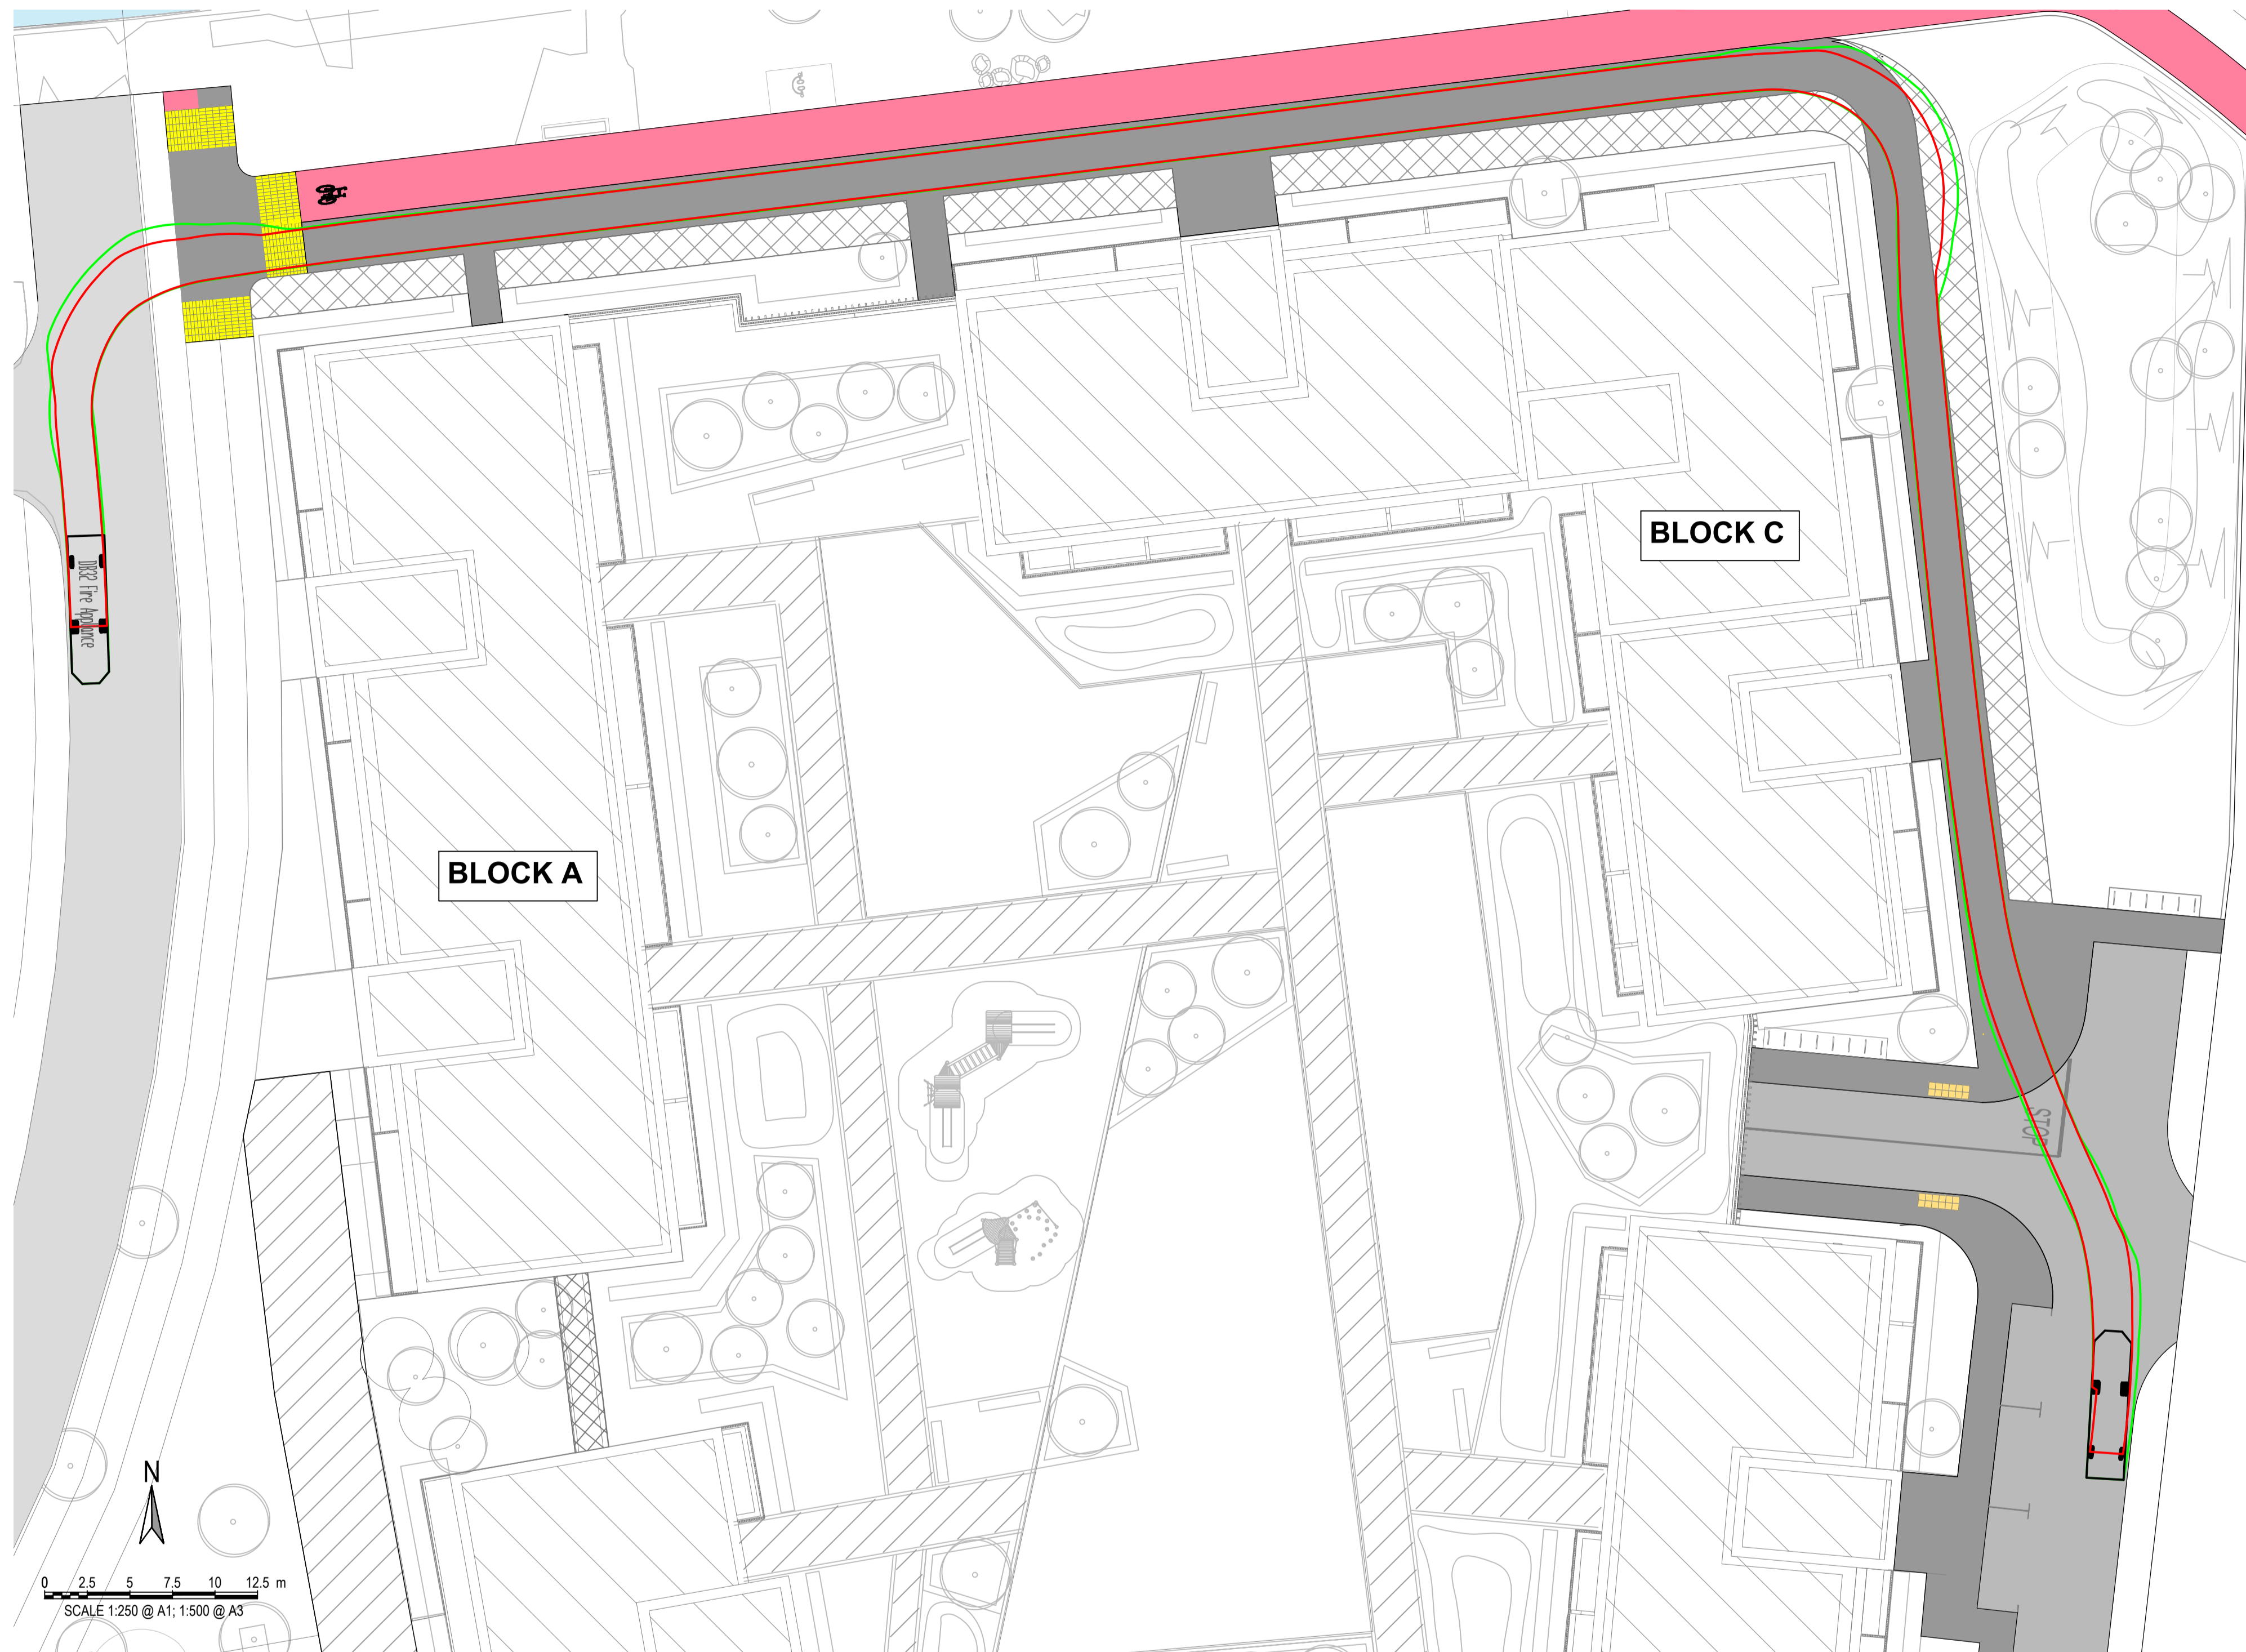 BLOCK C
DB32 Fire Appliance
BLOCK A
STOP
N
0 2.5 5 7.5 10 12.5 m
SCALE 1:250 @ A1; 1:500 @ A3